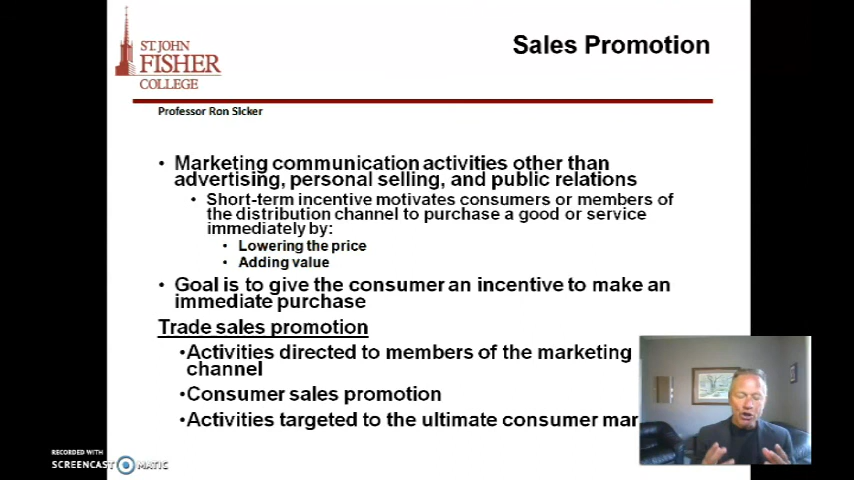 ST. JOHN
FISHER
COLLEGE
Sales Promotion
Professor Ron Sicker
• Marketing communication activities other than
advertising, personal selling, and public relations
• Short-term incentive motivates consumers or members of
the distribution channel to purchase a good or service
immediately by:
• Lowering the price
• Adding value
• Goal is to give the consumer an incentive to make an
immediate purchase
Trade sales promotion
•Activities directed to members of the marketing
channel
•Consumer sales promotion
•Activities targeted to the ultimate consumer mar
RECORDED WITH
SCREENCAST MATIC